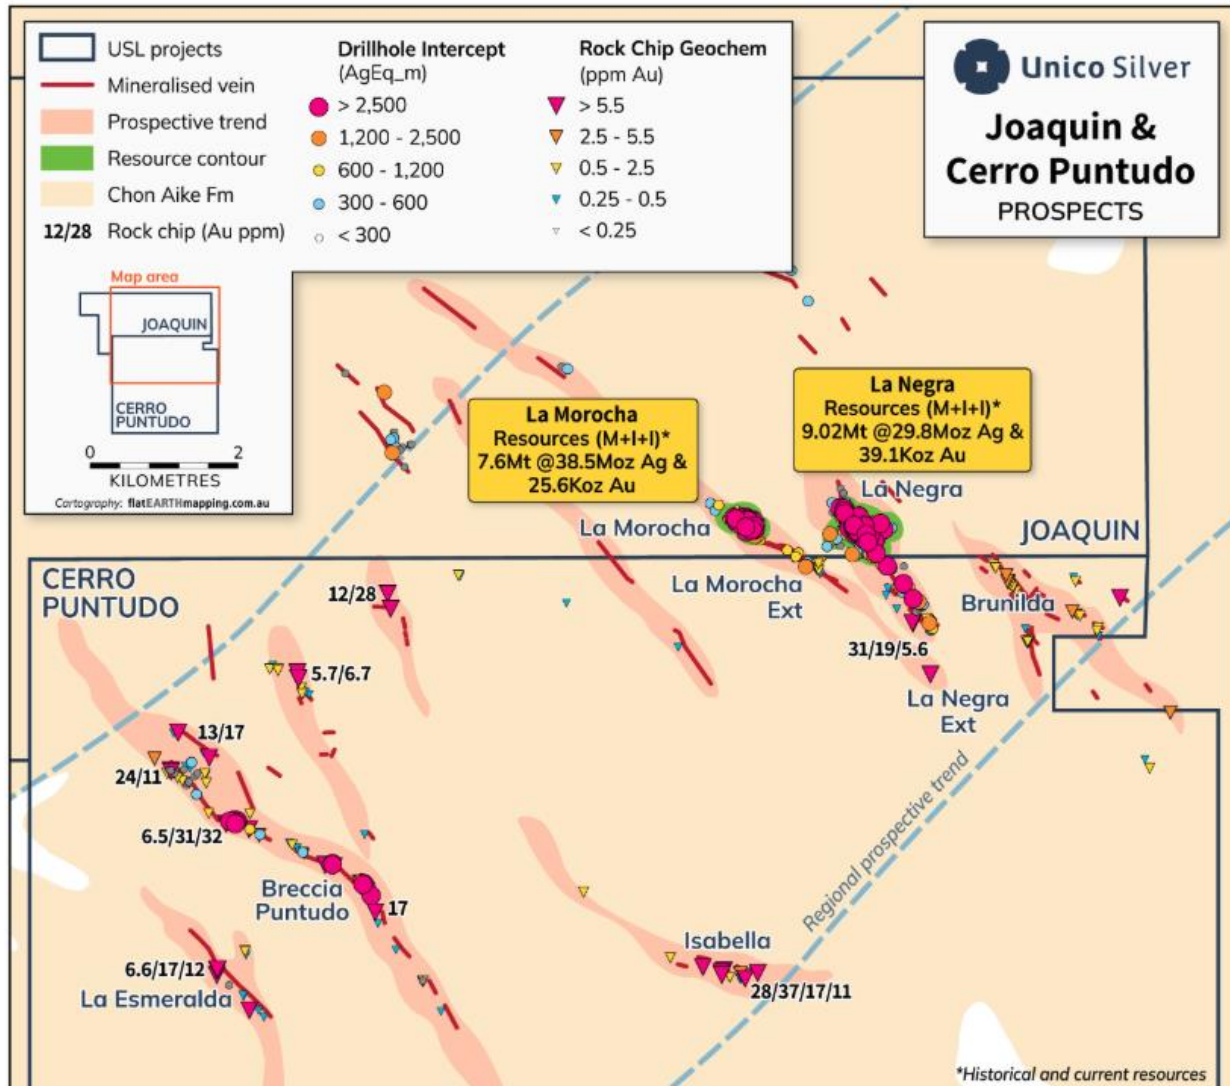 USL projects
Mineralised vein
Prospective trend
Resource contour
Chon Aike Fm
12/28 Rock chip (Au ppm)
Drillhole Intercept
(AgEq_m)
> 2,500
1,200 - 2,500
600 - 1,200
300 - 600
< 300
Rock Chip Geochem
(ppm Au)
> 5.5
2.5 - 5.5
0.5 - 2.5
0.25 - 0.5
< 0.25
Unico Silver
Joaquin &
Cerro Puntudo
PROSPECTS
Map area
JOAQUIN
CERRO
PUNTUDO
0 2
KILOMETRES
Cartography: flatEARTHmapping.com.au
La Morocha
Resources (M+I+I)*
7.6Mt @38.5Moz Ag &
25.6Koz Au
La Negra
Resources (M+I+I)*
9.02Mt @29.8Moz Ag &
39.1Koz Au
La Negra
La Morocha
JOAQUIN
CERRO
PUNTUDO
12/28
La Morocha
Ext
Brunilda
31/19/5.6
5.7/6.7
La Negra
Ext
13/17
24/11
6.5/31/32
Regional prospective trend
Breccia
Puntudo
17
Isabella
6.6/17/12
28/37/17/11
La Esmeralda
*Historical and current resources